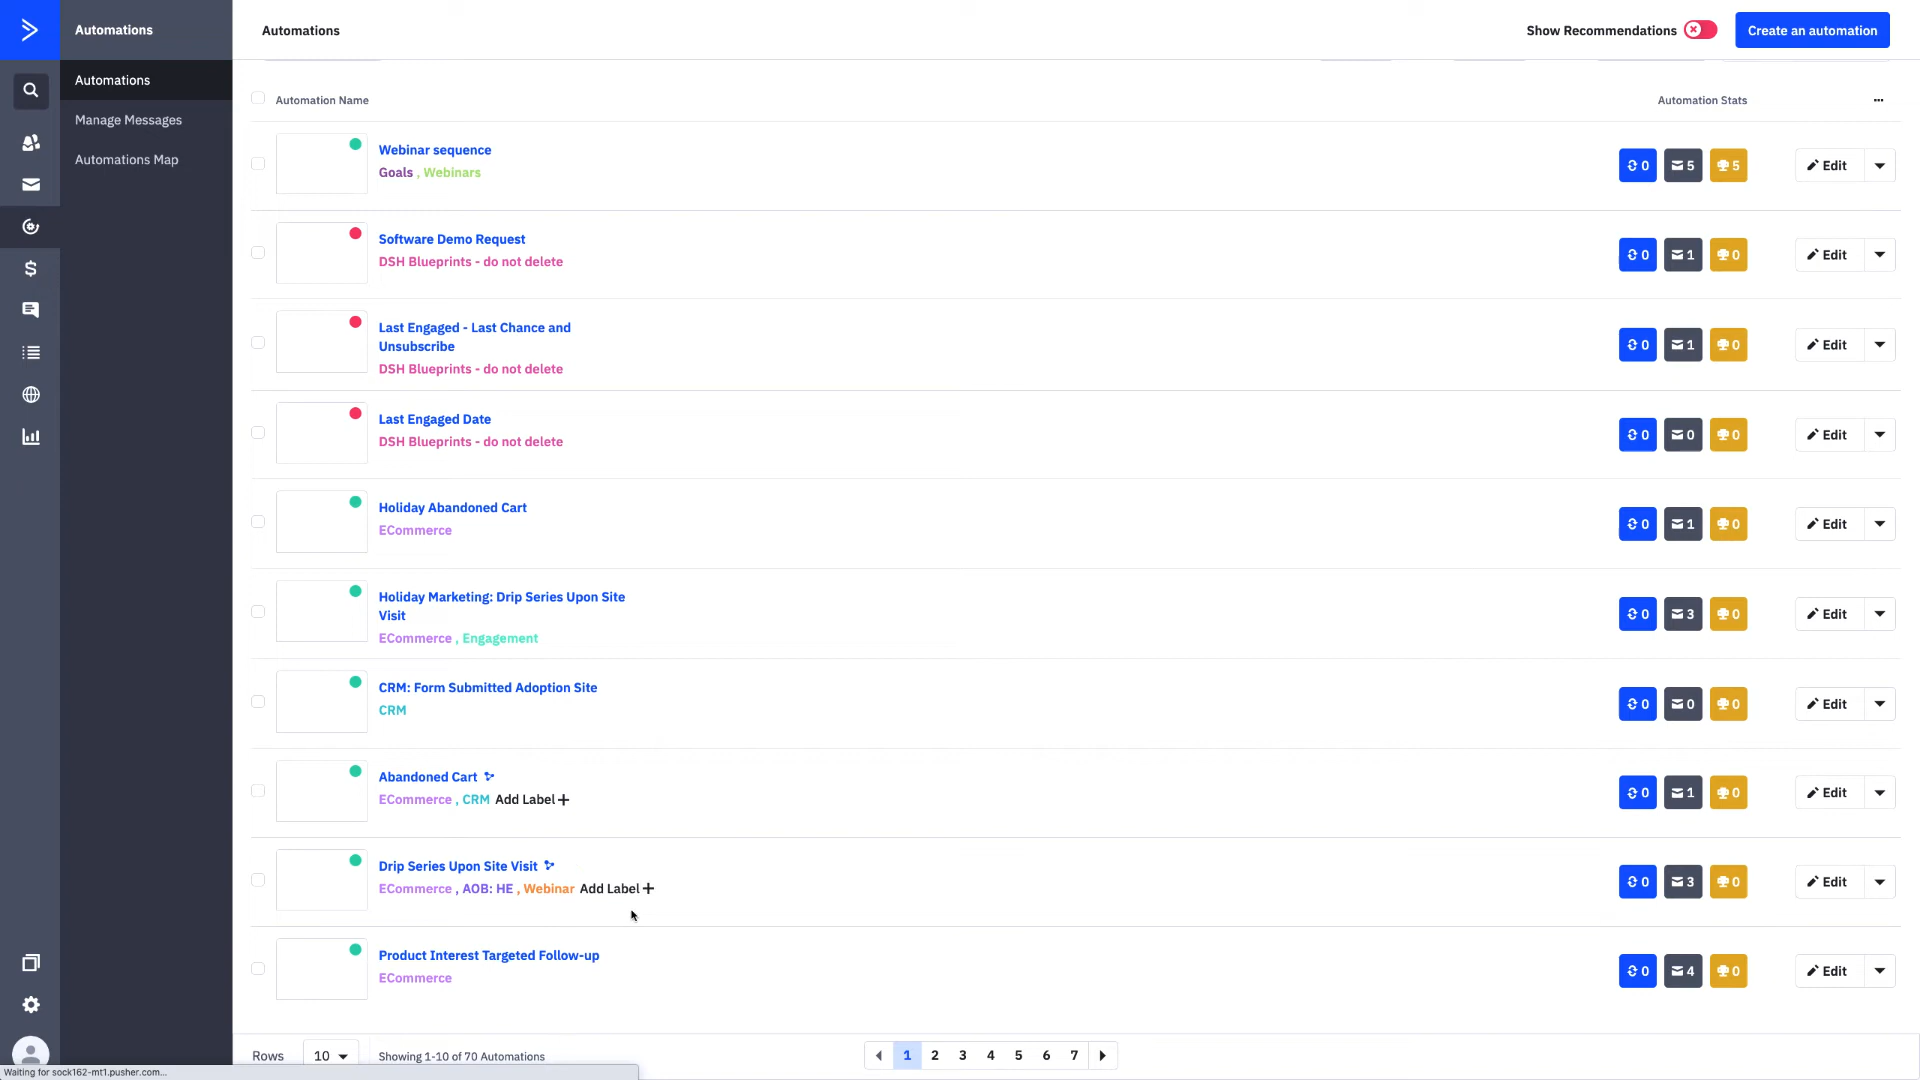 Automations
Automations
Show Recommendations
Create an automation
Automations
Manage Messages
Automations Map
Automation Name
Automation Stats
...
Webinar sequence
Goals , Webinars
0 5 5 Edit
Software Demo Request
DSH Blueprints - do not delete
0 1 0 Edit
Last Engaged - Last Chance and
Unsubscribe
DSH Blueprints - do not delete
0 1 0 Edit
Last Engaged Date
DSH Blueprints - do not delete
0 0 0 Edit
Holiday Abandoned Cart
ECommerce
0 1 0 Edit
Holiday Marketing: Drip Series Upon Site
Visit
ECommerce , Engagement
0 3 0 Edit
CRM: Form Submitted Adoption Site
CRM
0 0 0 Edit
Abandoned Cart
ECommerce , CRM Add Label +
0 1 0 Edit
Drip Series Upon Site Visit
ECommerce , AOB: HE , Webinar Add Label +
0 3 0 Edit
Product Interest Targeted Follow-up
ECommerce
0 4 0 Edit
Rows 10 Showing 1-10 of 70 Automations
1 2 3 4 5 6 7
Waiting for sock162-mt1.pusher.com...